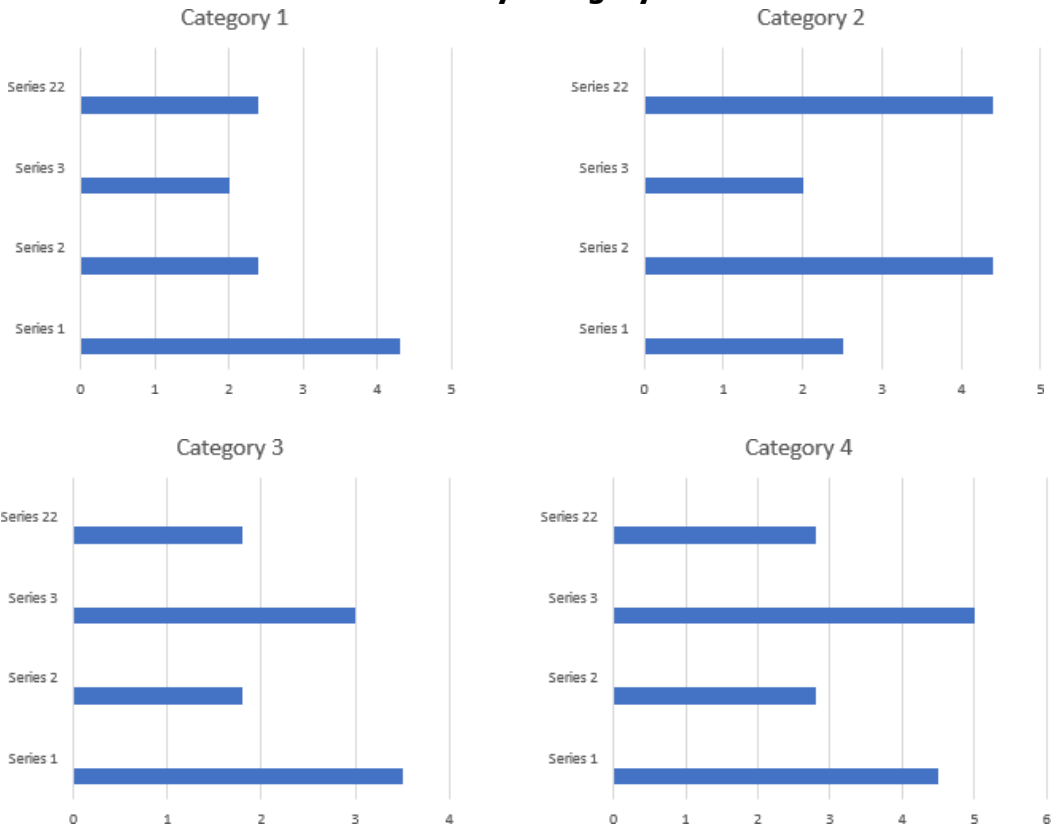 Category 1
Series 22
Series 3
Series 2
Series 1
0 1 2 3 4 5
Category 2
Series 22
Series 3
Series 2
Series 1
0 1 2 3 4 5
Category 3
Series 22
Series 3
Series 2
Series 1
0 1 2 3 4
Category 4
Series 22
Series 3
Series 2
Series 1
0 1 2 3 4 5 6